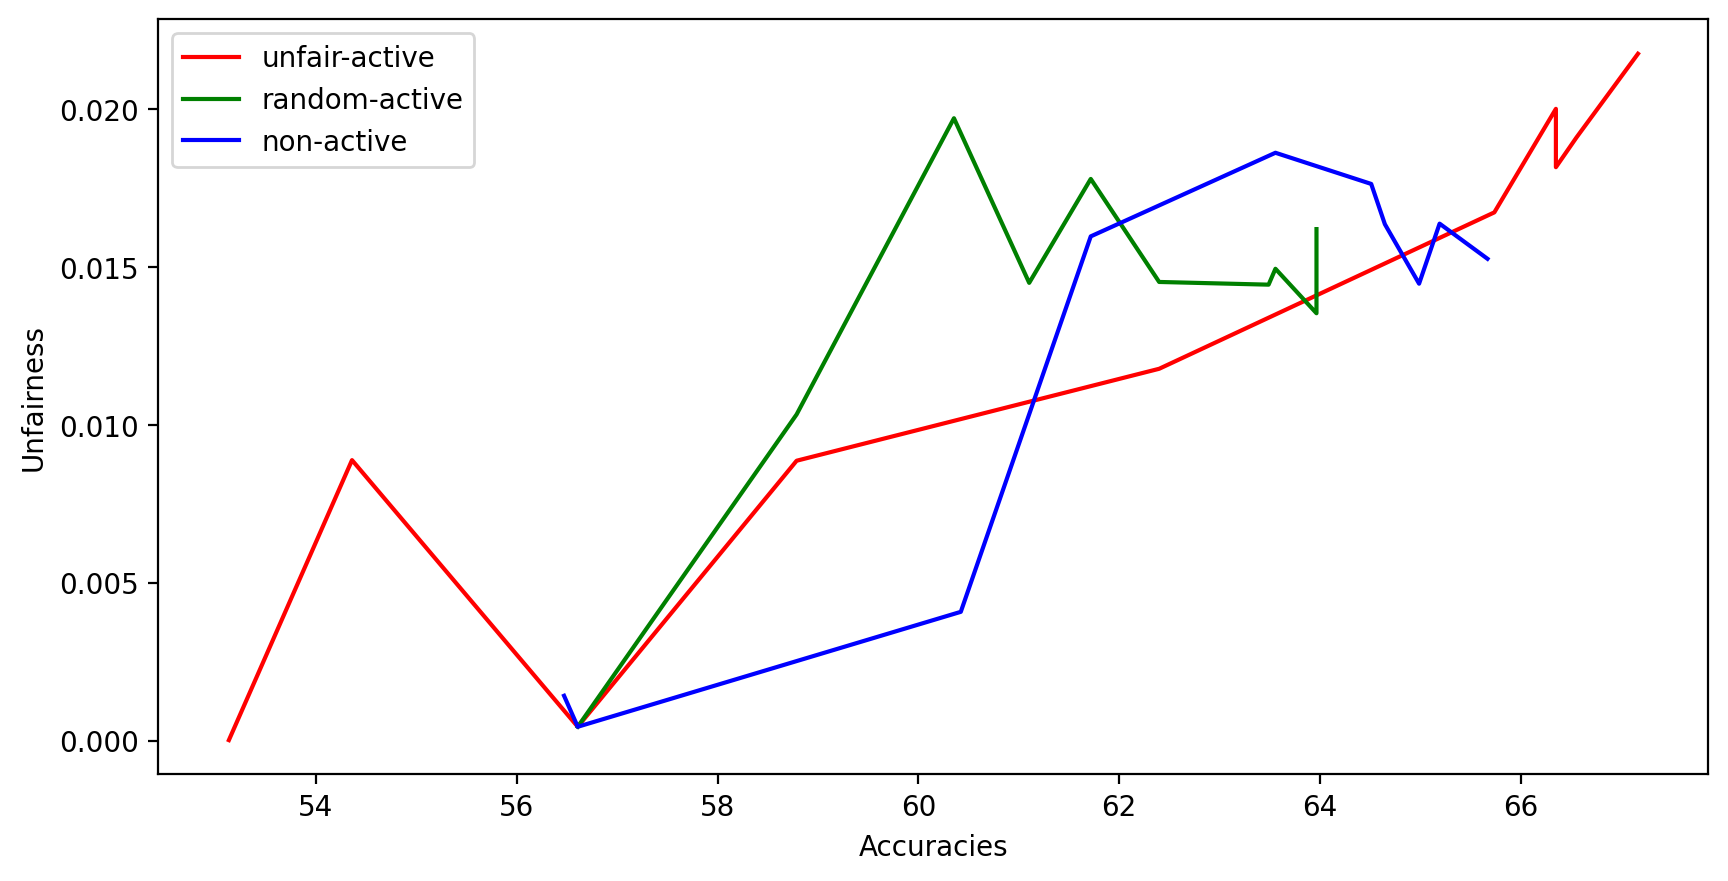 unfair-active
random-active
non-active
0.020
0.015
0.010
0.005
0.000
Unfairness
54 56 58 60 62 64 66
Accuracies